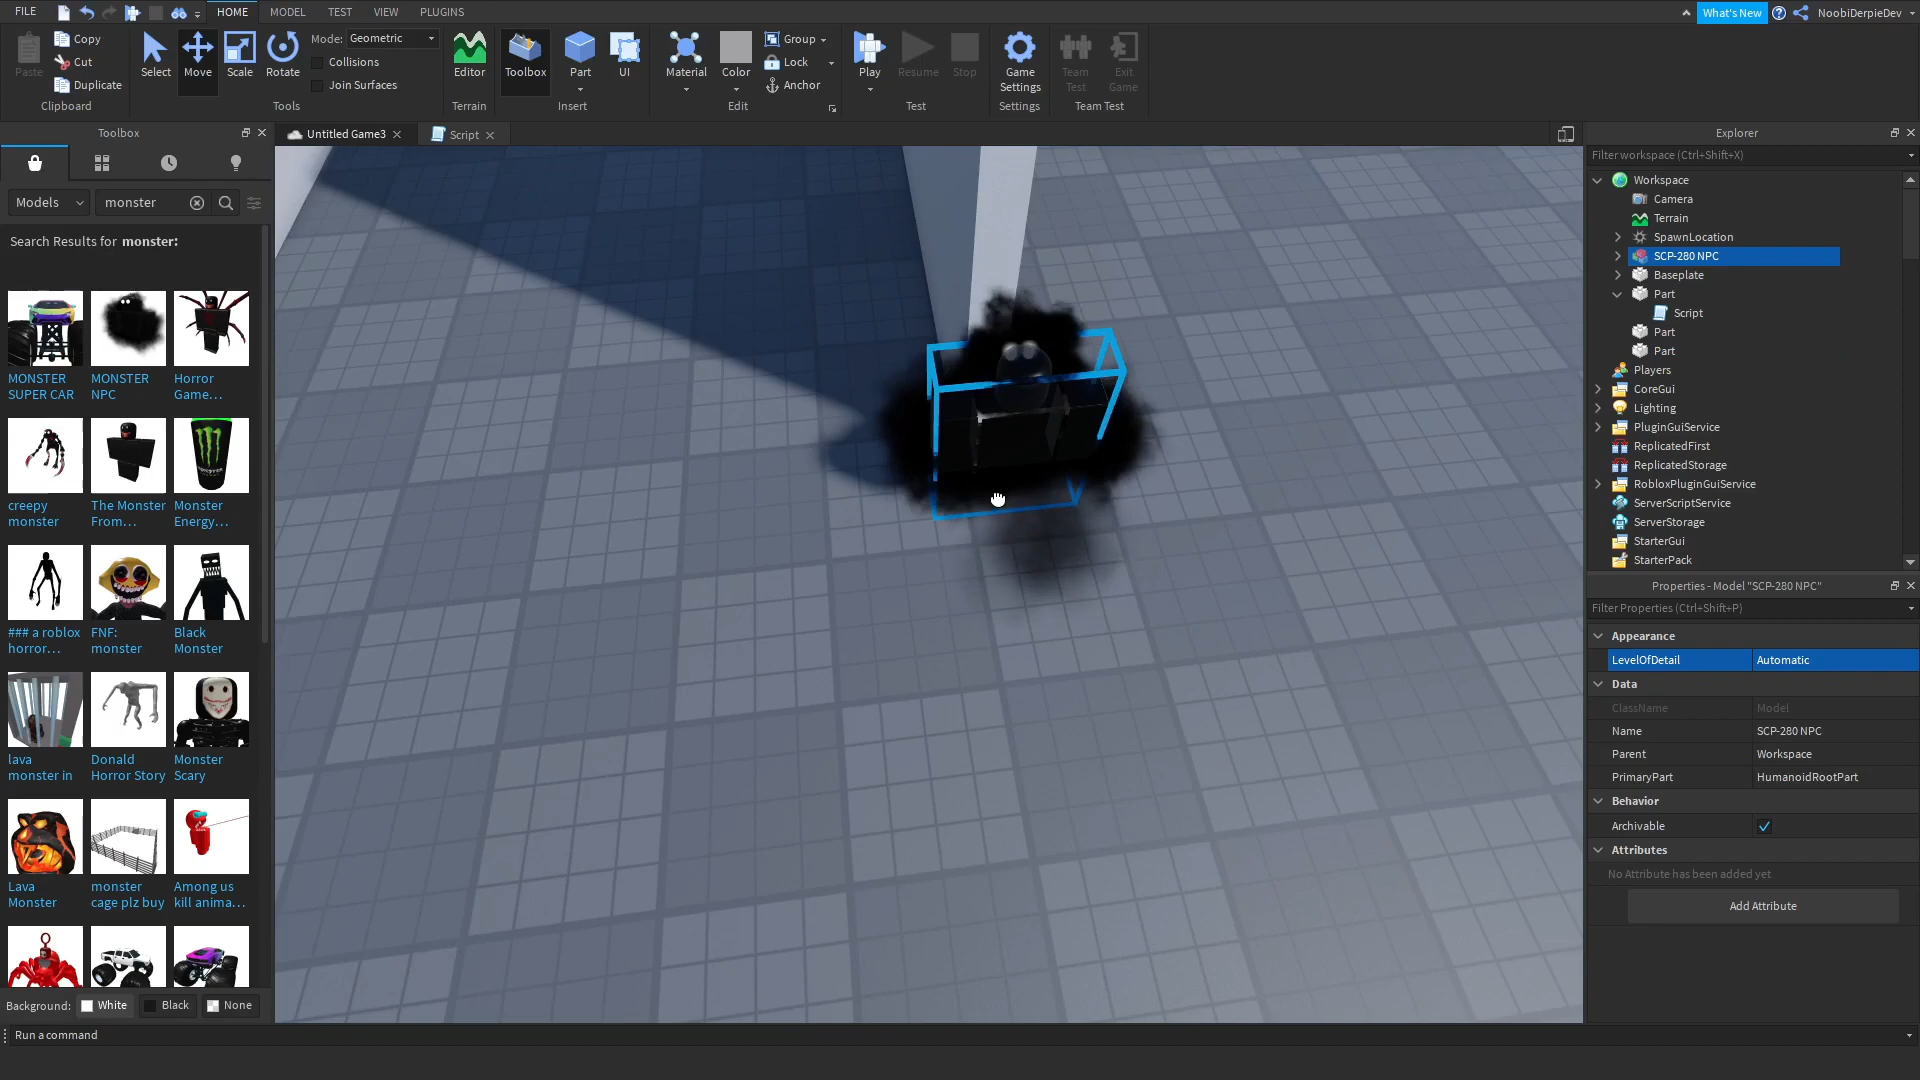 FILE
HOME
MODEL
TEST
VIEW
PLUGINS
What's New
NoobiDerpieDev
Paste
Copy
Cut
Duplicate
Clipboard
Select
Move
Scale
Rotate
Mode: Geometric
Collisions
Join Surfaces
Tools
Editor
Terrain
Toolbox
Part
UI
Insert
Material
Color
Group
Lock
Anchor
Edit
Play
Resume
Stop
Test
Game
Settings
Settings
Team
Test
Exit
Game
Team Test
Toolbox
Models
monster
Search Results for monster:
MONSTER
SUPER CAR
MONSTER
NPC
Horror
Game...
creepy
monster
The Monster
From...
Monster
Energy...
### a roblox
horror...
FNF:
monster
Black
Monster
lava
monster in
Donald
Horror Story
Monster
Scary
Lava
Monster
monster
cage plz buy
Among us
kill anima...
Background: White Black None
Run a command
Untitled Game3
Script
Explorer
Filter workspace (Ctrl+Shift+X)
Workspace
Camera
Terrain
SpawnLocation
SCP-280 NPC
Baseplate
Part
Script
Part
Part
Players
CoreGui
Lighting
PluginGuiService
ReplicatedFirst
ReplicatedStorage
RobloxPluginGuiService
ServerScriptService
ServerStorage
StarterGui
StarterPack
Properties - Model "SCP-280 NPC"
Filter Properties (Ctrl+Shift+P)
Appearance
LevelOfDetail Automatic
Data
ClassName Model
Name SCP-280 NPC
Parent Workspace
PrimaryPart HumanoidRootPart
Behavior
Archivable
Attributes
No Attribute has been added yet
Add Attribute